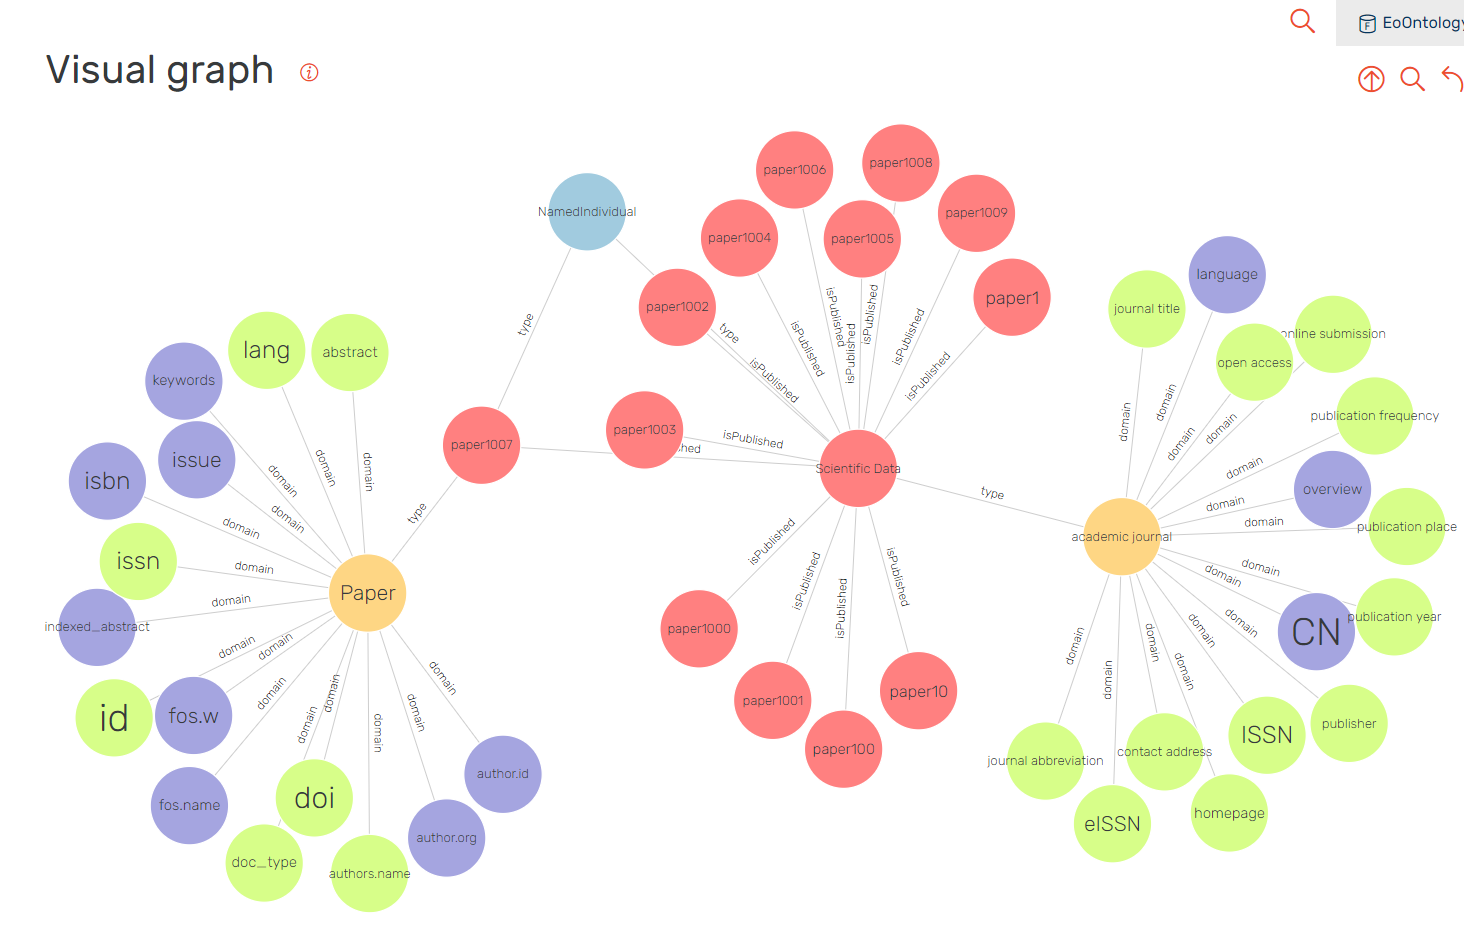 EoOntology
Visual graph
paper1006
paper1008
NamedIndividual
paper1004
paper1005
paper1009
language
paper1002
paper1
journal title
online submission
type
type
isPublished
isPublished
isPublished
isPublished
isPublished
isPublished
isPublished
open access
lang
abstract
keywords
domain
domain
domain
domain
publication frequency
paper1007
paper1003
isPublished
hed
Scientific Data
issue
isbn
domain
domain
domain
domain
domain
type
type
domain
domain
domain
overview
publication place
academic journal
issn
domain
isPublished
isPublished
isPublished
isPublished
domain
domain
Paper
domain
indexed_abstract
paper1000
domain
domain
domain
domain
CN
publication year
domain
domain
domain
domain
domain
domain
id
fos.w
domain
domain
domain
domain
domain
paper1001
paper10
paper100
ISSN
publisher
journal abbreviation
contact address
fos.name
doi
author.id
author.org
eISSN
homepage
doc_type
authors.name